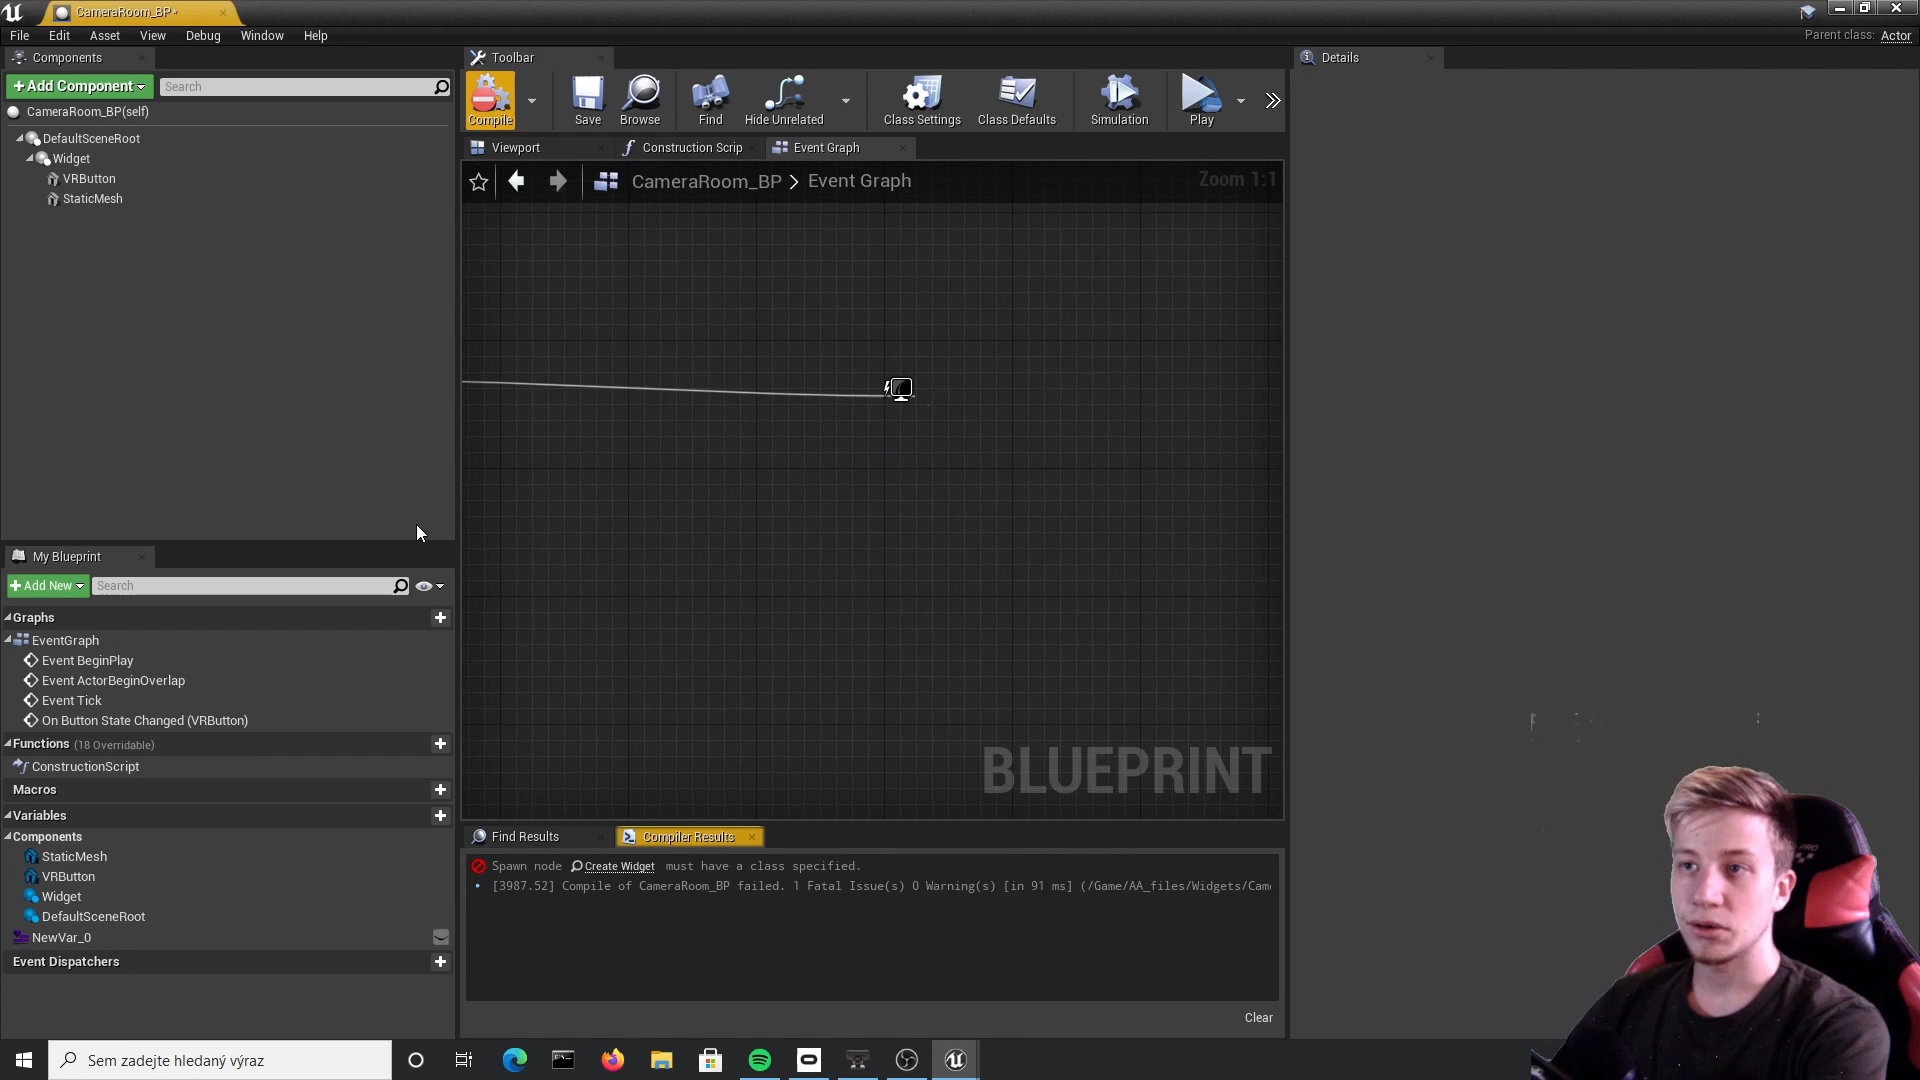 CameraRoom_BP*
File Edit Asset View Debug Window Help
Parent class: Actor
Components
Toolbar
Details
+Add Component
Search
CameraRoom_BP(self)
DefaultSceneRoot
Widget
VRButton
StaticMesh
Compile
Save
Browse
Find
Hide Unrelated
Class Settings
Class Defaults
Simulation
Play
Viewport
Construction Scrip
Event Graph
CameraRoom_BP > Event Graph
Zoom 1:1
BLUEPRINT
My Blueprint
+Add New
Search
Graphs
EventGraph
Event BeginPlay
Event ActorBeginOverlap
Event Tick
On Button State Changed (VRButton)
Functions (18 Overridable)
ConstructionScript
Macros
Variables
Components
StaticMesh
VRButton
Widget
DefaultSceneRoot
NewVar_0
Event Dispatchers
Find Results
Compiler Results
Spawn node Create Widget must have a class specified.
[3987.52] Compile of CameraRoom_BP failed. 1 Fatal Issue(s) 0 Warning(s) [in 91 ms] (/Game/AA_files/Widgets/Came
Clear
Sem zadejte hledaný výraz